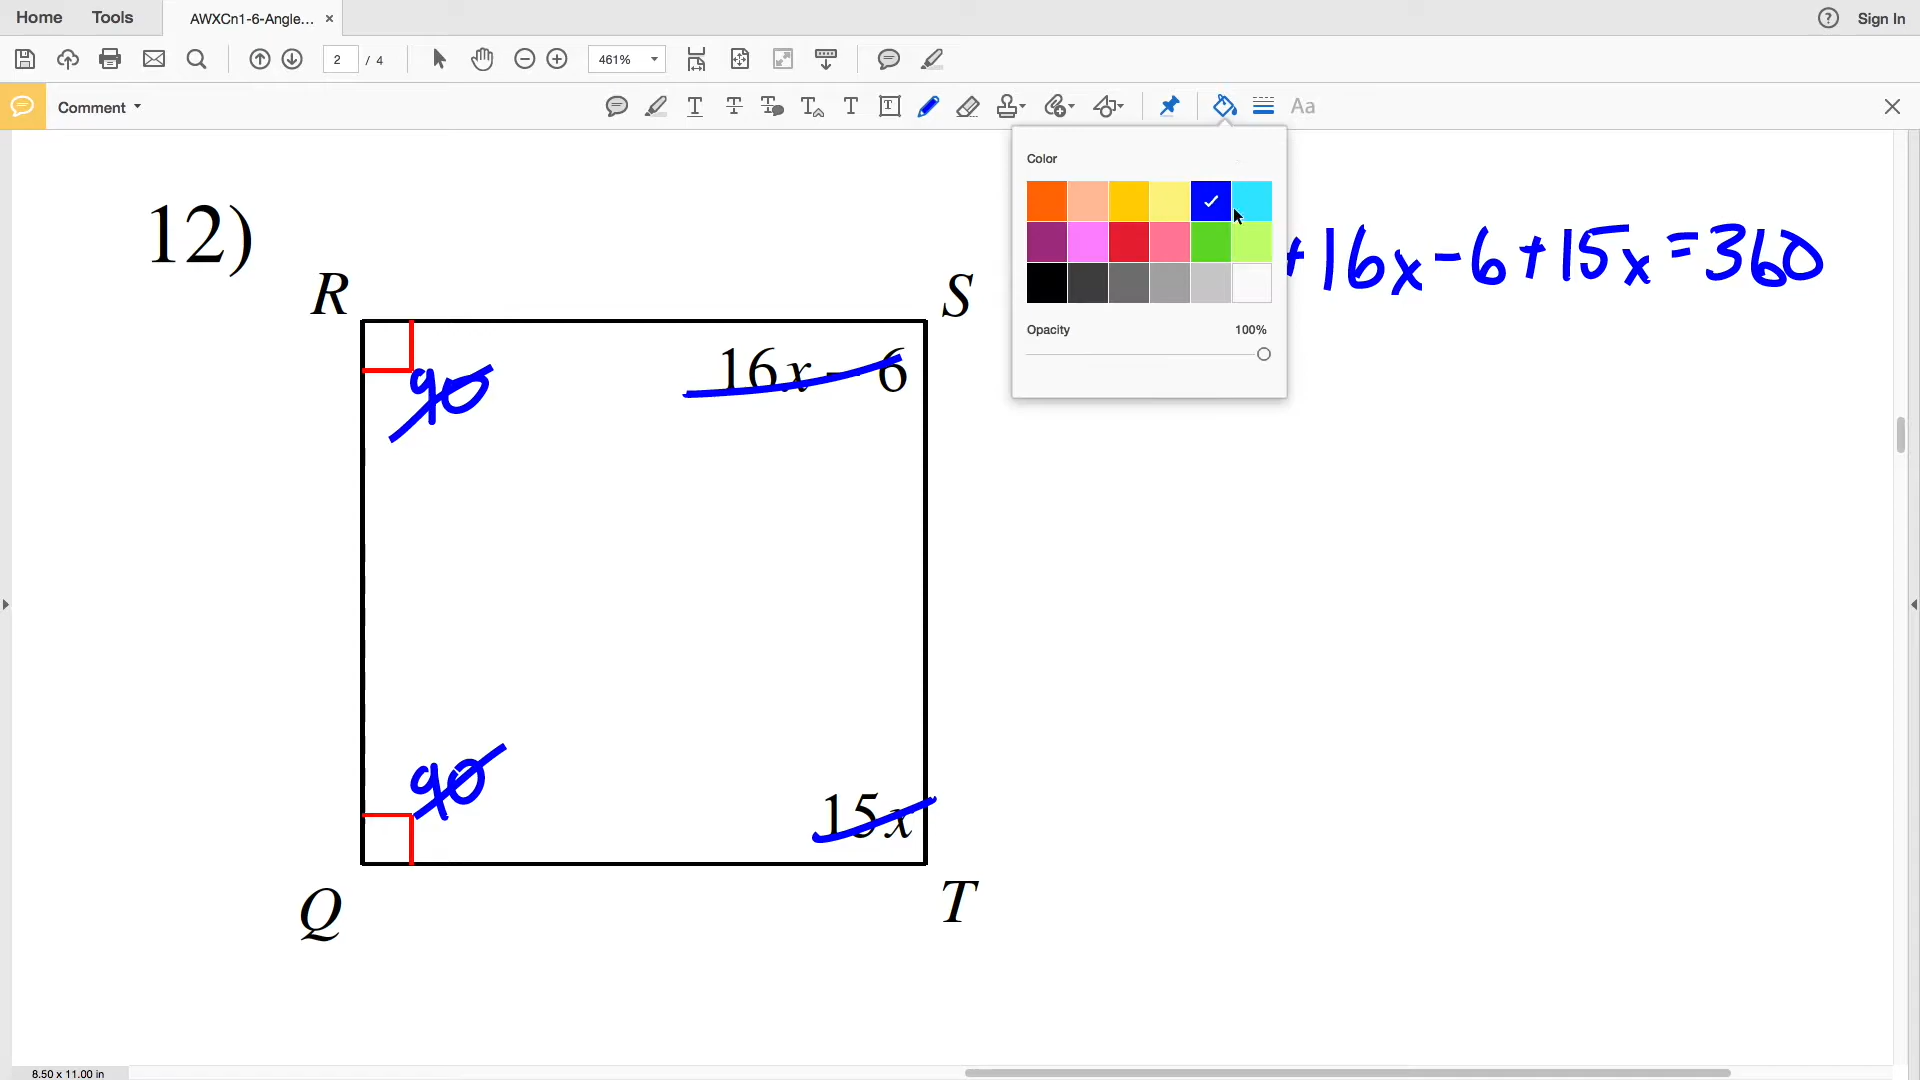 Home Tools AWXCn1-6-Angle... × Sign In
2 / 4 461%
Comment Aa
Color
12)
+16x-6+15x=360
R S
Opacity 100%
16x - 6
90
90
15x
Q T
8.50 x 11.00 in